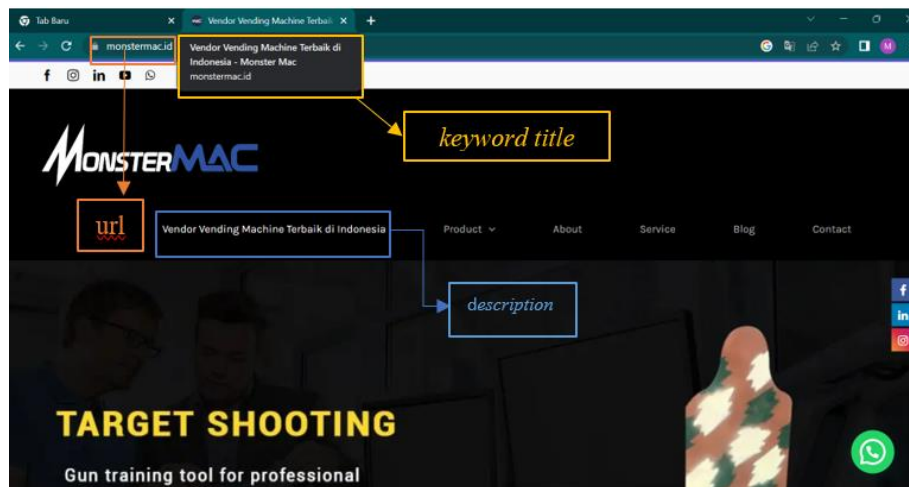 Tab Baru
Vendor Vending Machine Terbaik
monstermac.id
Vendor Vending Machine Terbaik di
Indonesia - Monster Mac
monstermac.id
keyword title
MONSTERMAC
url
Vendor Vending Machine Terbaik di Indonesia
Product
About
Service
Blog
Contact
description
TARGET SHOOTING
Gun training tool for professional